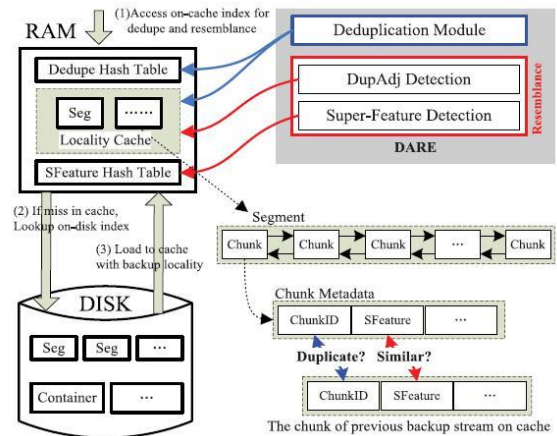 (1)Access on-cache index for
dedupe and resemblance
RAM
Dedupe Hash Table
Seg
......
Locality Cache
SFeature Hash Table
Deduplication Module
DupAdj Detection
Super-Feature Detection
Resemblance
DARE
(2) If miss in cache,
Lookup on-disk index
(3) Load to cache
with backup locality
Segment
Chunk
Chunk
Chunk
...
Chunk
DISK
Seg
Seg
...
Container
...
Chunk Metadata
ChunkID
SFeature
...
Duplicate?
Similar?
ChunkID
SFeature
...
The chunk of previous backup stream on cache